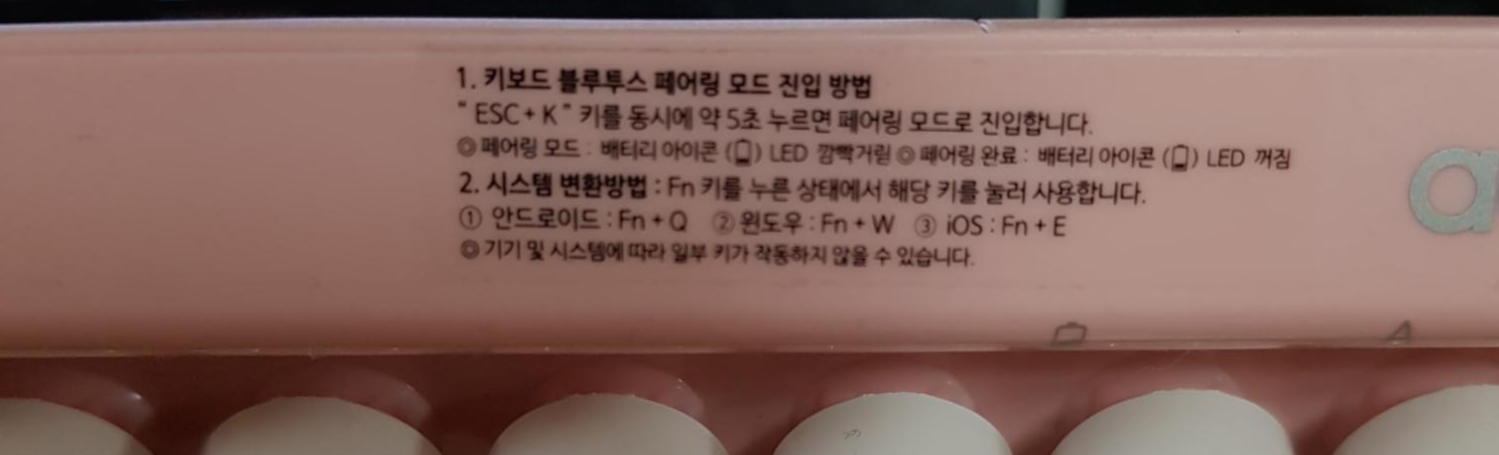 1. 키보드 블루투스 페어링 모드 진입 방법
" ESC + K " 키를 동시에 약 5초 누르면 페어링 모드로 진입합니다.
◎ 페어링 모드 : 배터리 아이콘 ( ) LED 깜빡거림 ◎ 페어링 완료 : 배터리 아이콘 ( ) LED 꺼짐
2. 시스템 변환방법 : Fn 키를 누른 상태에서 해당 키를 눌러 사용합니다.
① 안드로이드 : Fn + Q ② 윈도우 : Fn + W ③ iOS : Fn + E
◎ 기기 및 시스템에 따라 일부 키가 작동하지 않을 수 있습니다.